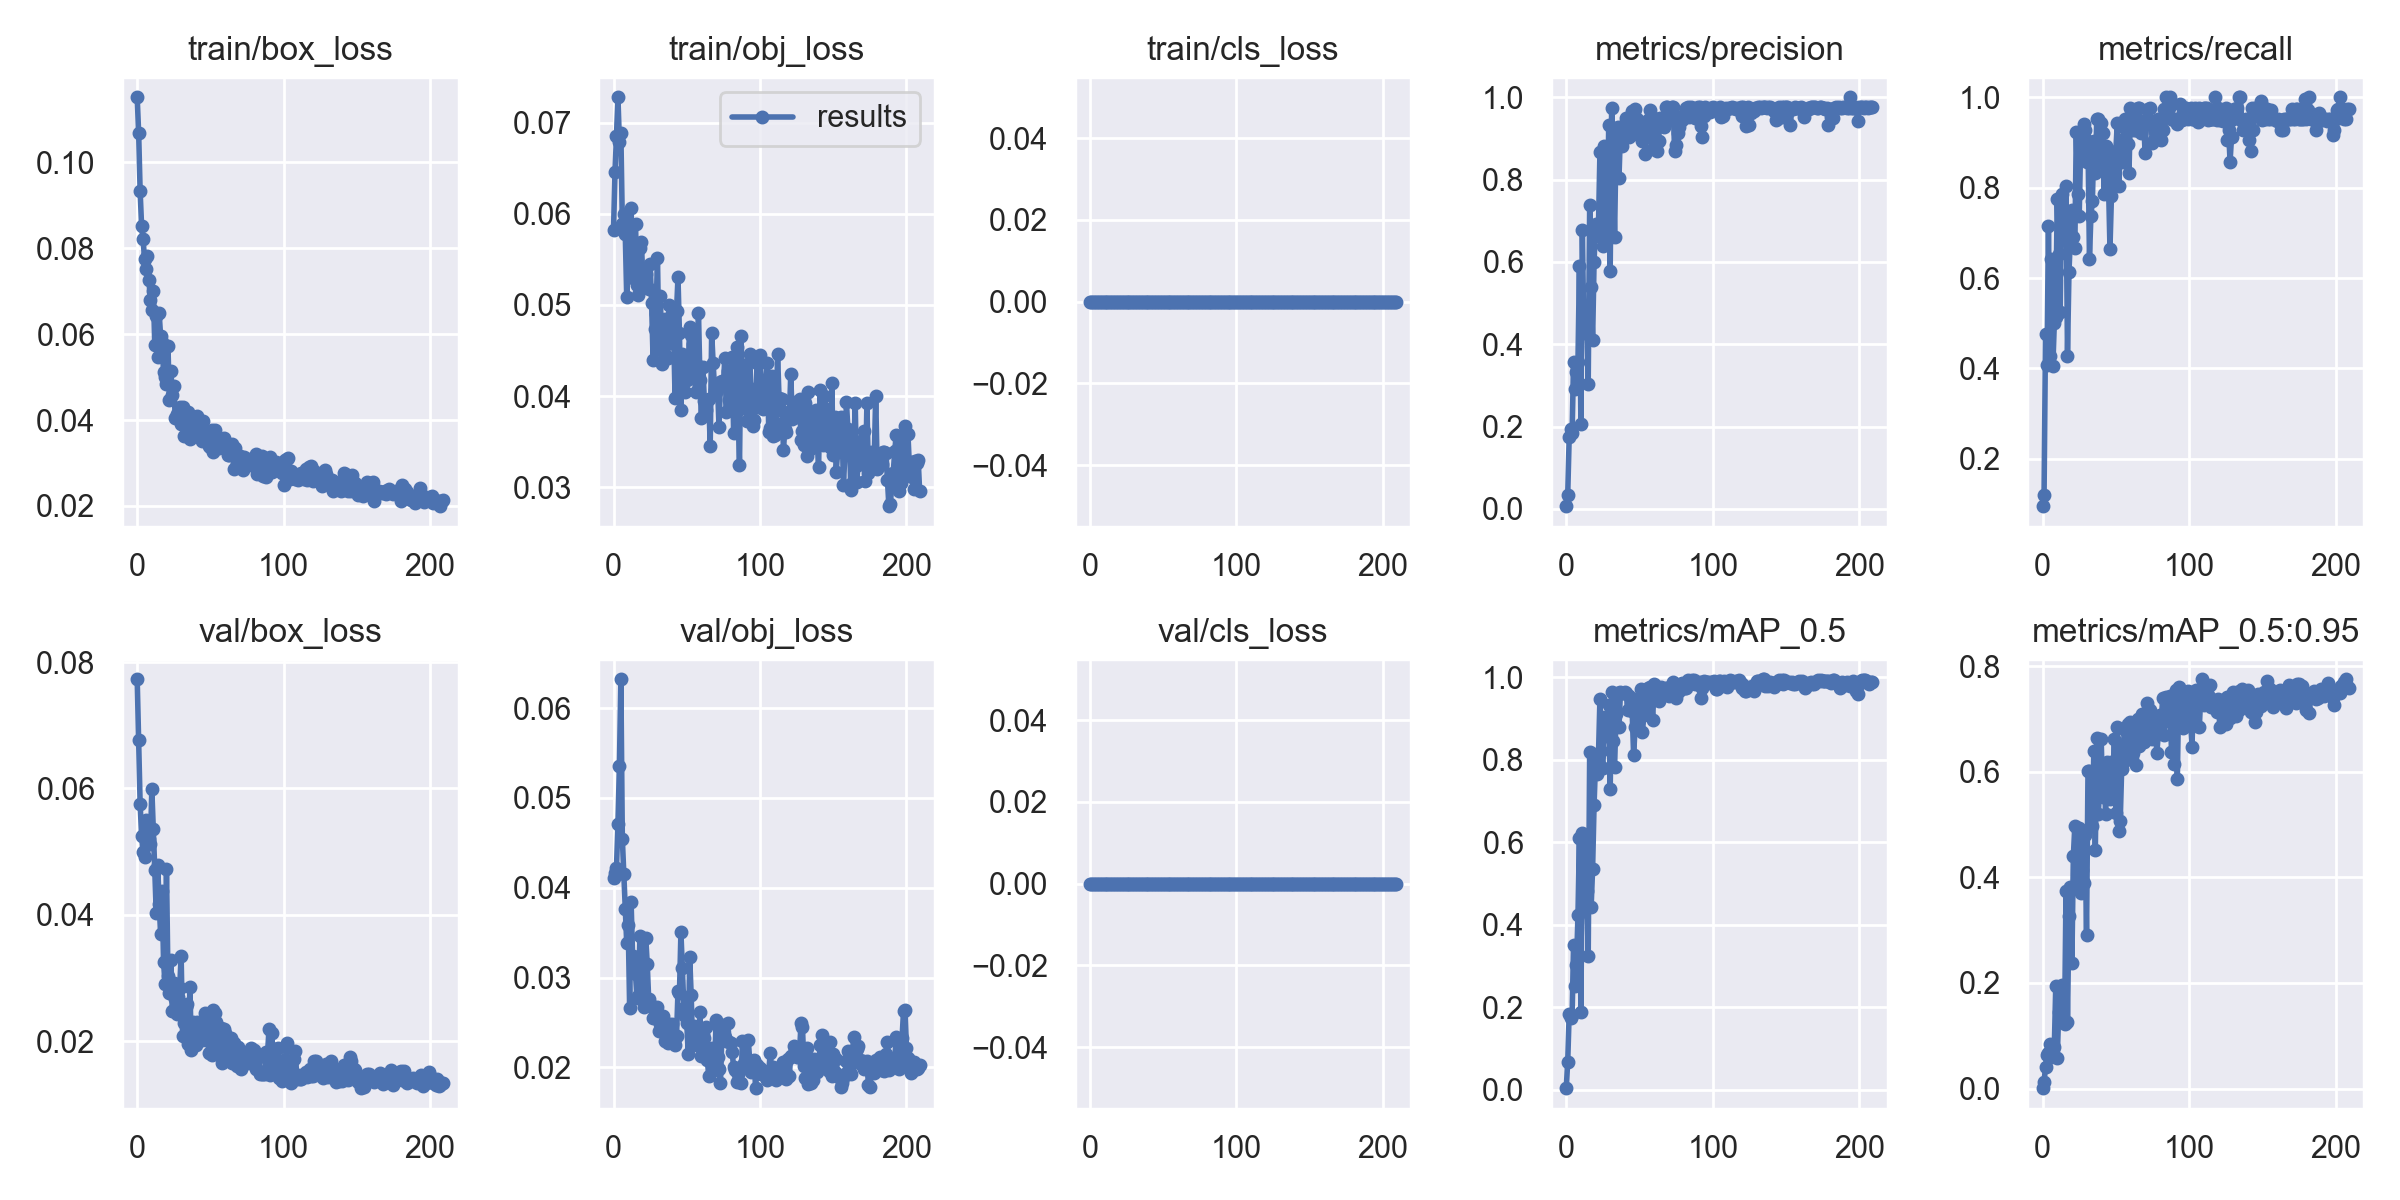 train/box_loss
0.10
0.08
0.06
0.04
0.02
0 100 200
train/obj_loss
results
0.07
0.06
0.05
0.04
0.03
0 100 200
train/cls_loss
0.04
0.02
0.00
−0.02
−0.04
0 100 200
metrics/precision
1.0
0.8
0.6
0.4
0.2
0.0
0 100 200
metrics/recall
1.0
0.8
0.6
0.4
0.2
0 100 200
val/box_loss
0.08
0.06
0.04
0.02
0 100 200
val/obj_loss
0.06
0.05
0.04
0.03
0.02
0 100 200
val/cls_loss
0.04
0.02
0.00
−0.02
−0.04
0 100 200
metrics/mAP_0.5
1.0
0.8
0.6
0.4
0.2
0.0
0 100 200
metrics/mAP_0.5:0.95
0.8
0.6
0.4
0.2
0.0
0 100 200